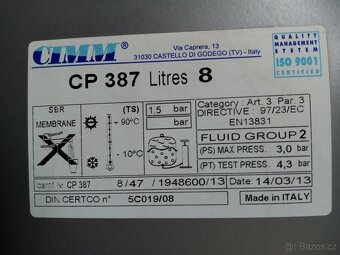 CIMM®
Via Caprera, 13
31030 CASTELLO DI GODEGO (TV) - Italy
QUALITY
MANAGEMENT
SYSTEM
ISO 9001
CERTIFIED
CP 387 Litres 8
S.B.R
MEMBRANE
(TS)
+ 90°C
- 10°C
1,5 bar
bar
Category : Art. 3 Par. 3
DIRECTIVE : 97/23/EC
EN13831
FLUID GROUP 2
(PS) MAX PRESS. 3,0 bar
(PT) TEST PRESS. 4,3 bar
Identif Nr CP 387 8/47 / 1948600/13
Date: 14/03/13
DIN CERTCO n° 5C019/08
Made in ITALY
bazos.cz